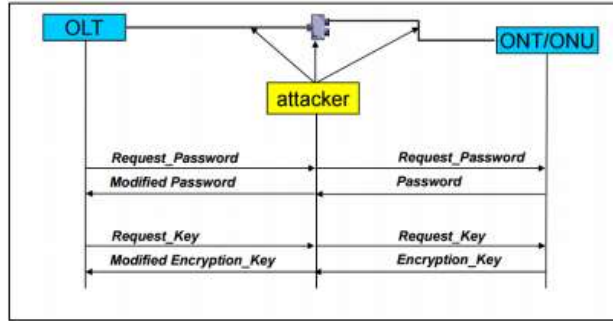 OLT
ONT/ONU
attacker
Request_Password Request_Password
Modified Password Password
Request_Key Request_Key
Modified Encryption_Key Encryption_Key